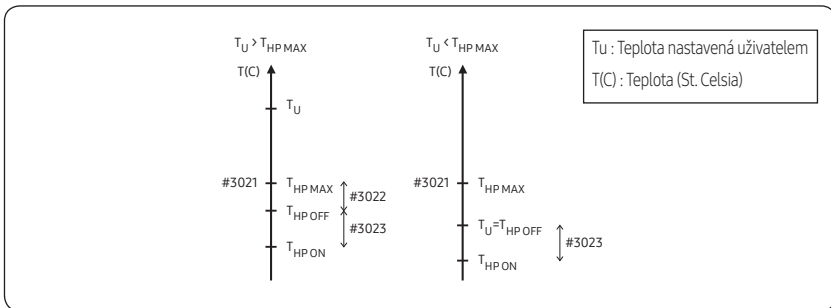 T_U > T_HP MAX
T(C)
T_U
#3021
T_HP MAX
#3022
T_HP OFF
#3023
T_HP ON
T_U < T_HP MAX
T(C)
#3021
T_HP MAX
T_U=T_HP OFF
#3023
T_HP ON
Tu : Teplota nastavená uživatelem
T(C) : Teplota (St. Celsia)